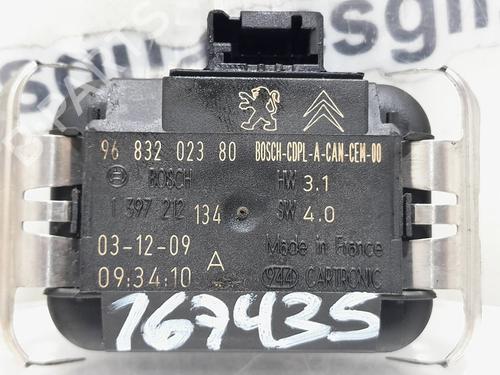 96 832 023 80 BOSCH-CDPL-A-CAN-CEM-00
BOSCH HW 3.1
1 397 212 134 SW 4.0
03-12-09 A Made in France
09:34:10 CARTRONIC
167435